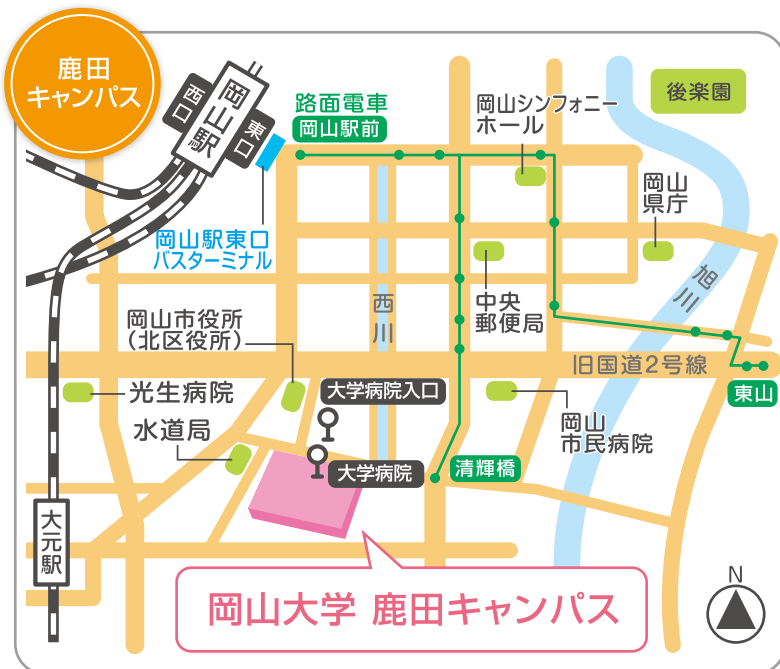 鹿田
キャンパス
西口
岡山駅
東口
路面電車
岡山駅前
岡山シンフォニー
ホール
後楽園
岡山
県庁
岡山駅東口
バスターミナル
西川
中央
郵便局
旭川
岡山市役所
（北区役所）
旧国道2号線
光生病院
大学病院入口
東山
水道局
岡山
市民病院
大学病院
清輝橋
大元駅
岡山大学 鹿田キャンパス
N